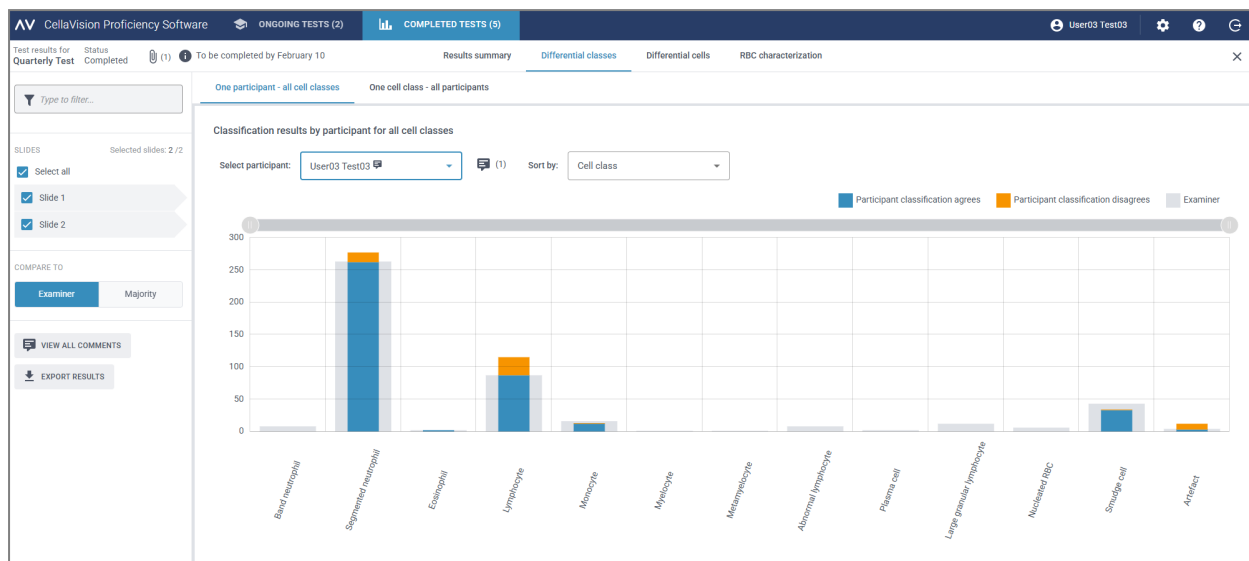 CellaVision Proficiency Software
ONGOING TESTS (2)
COMPLETED TESTS (5)
User03 Test03
Test results for
Quarterly Test
Status
Completed
(1)
To be completed by February 10
Results summary
Differential classes
Differential cells
RBC characterization
Type to filter...
One participant - all cell classes
One cell class - all participants
SLIDES
Selected slides: 2 /2
Select all
Slide 1
Slide 2
COMPARE TO
Examiner
Majority
VIEW ALL COMMENTS
EXPORT RESULTS
Classification results by participant for all cell classes
Select participant:
User03 Test03
(1)
Sort by:
Cell class
Participant classification agrees
Participant classification disagrees
Examiner
300
250
200
150
100
50
0
Band neutrophil
Segmented neutrophil
Eosinophil
Lymphocyte
Monocyte
Myelocyte
Metamyelocyte
Abnormal lymphocyte
Plasma cell
Large granular lymphocyte
Nucleated RBC
Smudge cell
Artefact